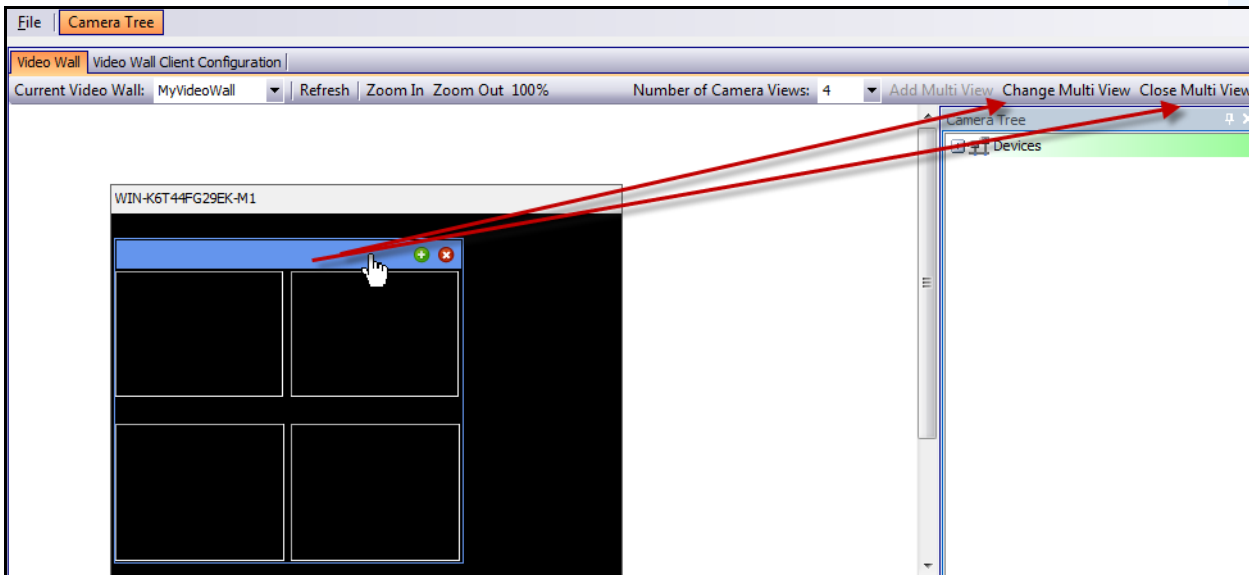 File Camera Tree
Video Wall Video Wall Client Configuration
Current Video Wall: MyVideoWall Refresh Zoom In Zoom Out 100% Number of Camera Views: 4 Add Multi View Change Multi View Close Multi View
Camera Tree
Devices
WIN-K6T44FG29EK-M1